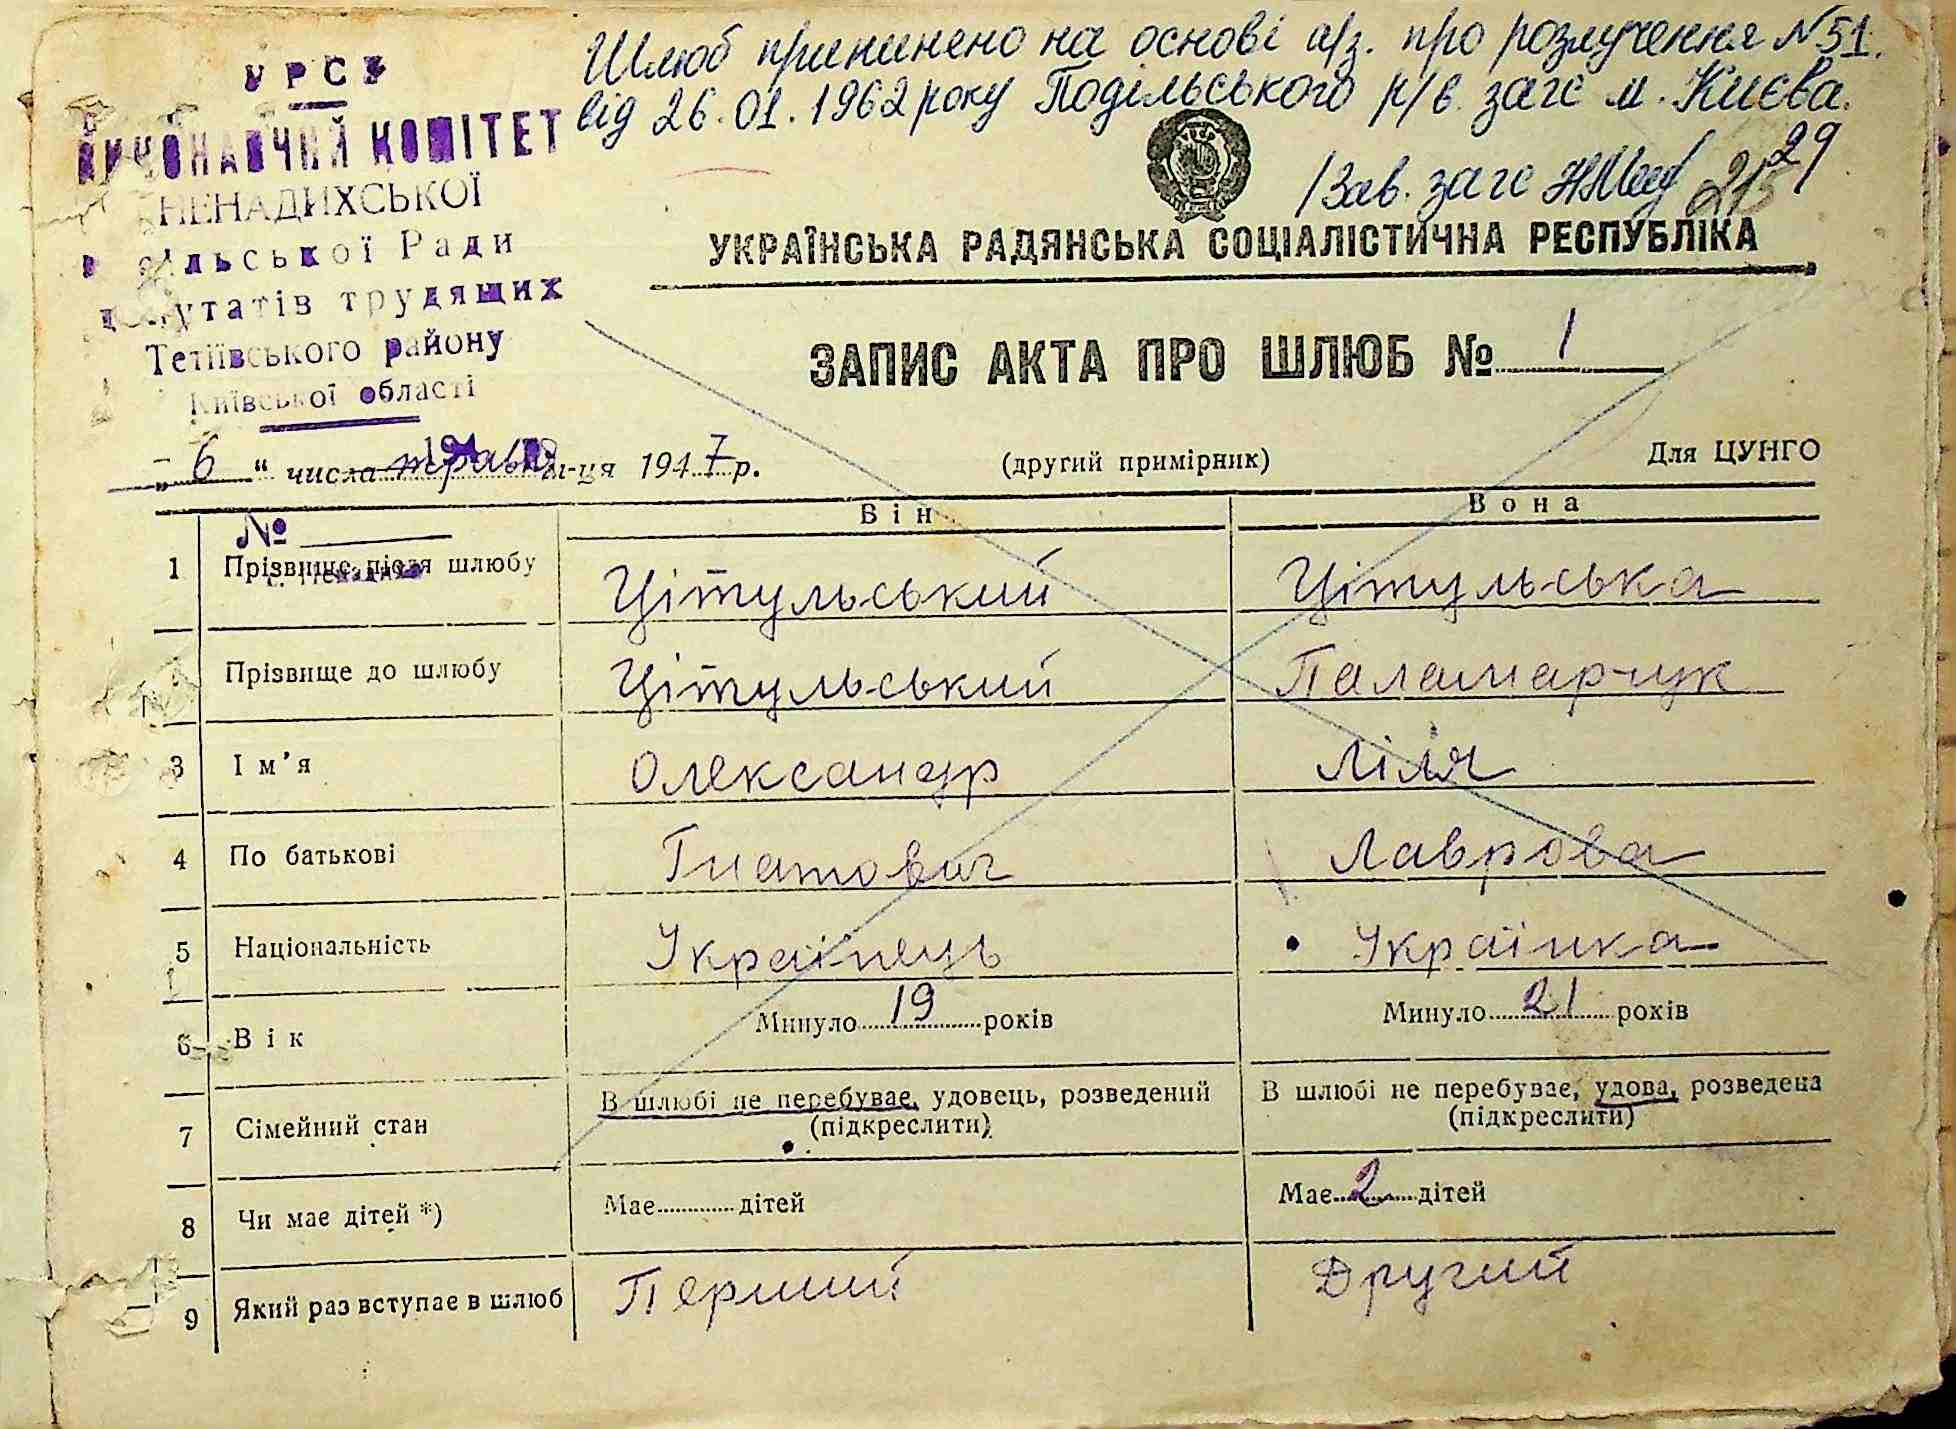 Шлюб припинено на основі а/з. про розлучення №51.
від 26.01.1962 року Подільського р/в. загс м. Києва.
/Зав. загс
29
УРСР
ВИКОНАВЧИЙ КОМІТЕТ
НЕНАДИХСЬКОЇ
сільської Ради
депутатів трудящих
Тетіївського району
Київської області
УКРАЇНСЬКА РАДЯНСЬКА СОЦІАЛІСТИЧНА РЕСПУБЛІКА
ЗАПИС АКТА ПРО ШЛЮБ № 1
"6" числа травня м-ця 1947 р.
(другий примірник)
Для ЦУНГО
№
Він Вона
1 Прізвище після шлюбу Цітульський Цітульська
Прізвище до шлюбу Цітульський Паламарчук
3 Ім'я Олександр Ліля
4 По батькові Гнатович Лаврова
5 Національність Українець Українка
6 Вік Минуло 19 років Минуло 21 років
7 Сімейний стан В шлюбі не перебуває, удовець, розведений (підкреслити) В шлюбі не перебуває, удова, розведена (підкреслити)
8 Чи має дітей *) Має дітей Має 2 дітей
9 Який раз вступає в шлюб Перший Другий